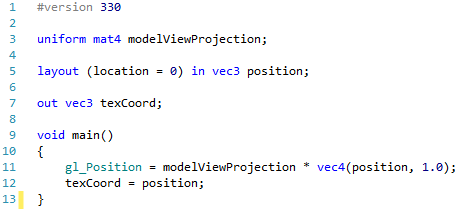 1 #version 330
2
3 uniform mat4 modelViewProjection;
4
5 layout (location = 0) in vec3 position;
6
7 out vec3 texCoord;
8
9 void main()
10 {
11     gl_Position = modelViewProjection * vec4(position, 1.0);
12     texCoord = position;
13 }